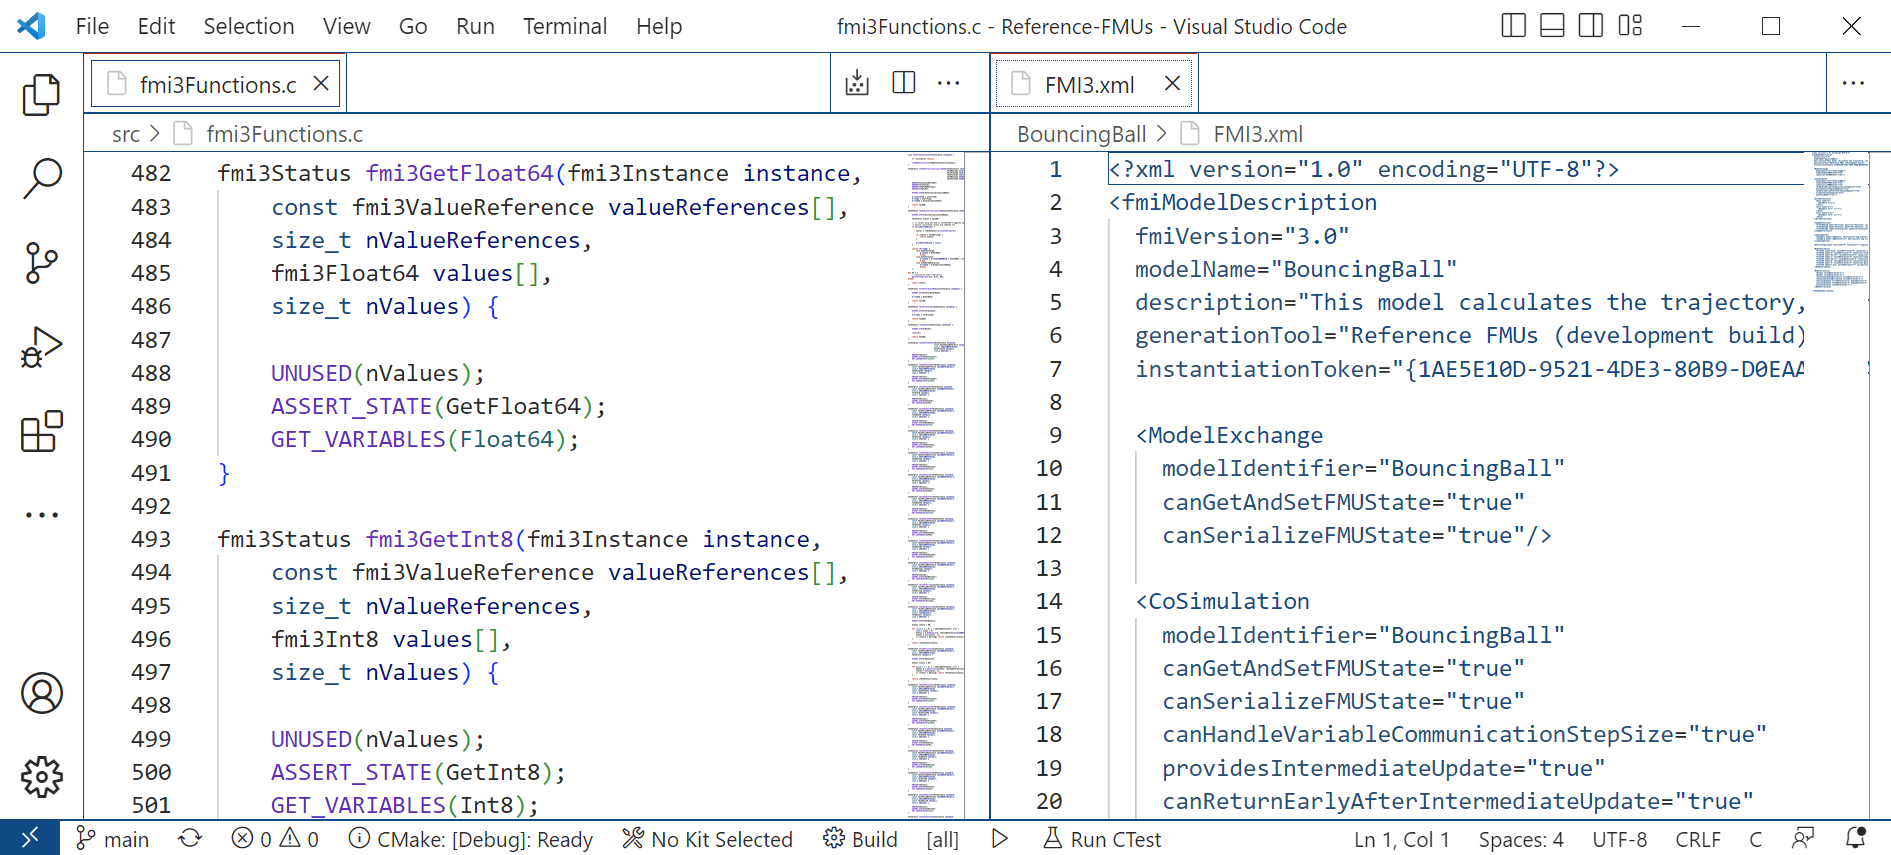 File Edit Selection View Go Run Terminal Help
fmi3Functions.c - Reference-FMUs - Visual Studio Code
fmi3Functions.c
src > fmi3Functions.c
482 fmi3Status fmi3GetFloat64(fmi3Instance instance,
483 const fmi3ValueReference valueReferences[],
484 size_t nValueReferences,
485 fmi3Float64 values[],
486 size_t nValues) {
487
488 UNUSED(nValues);
489 ASSERT_STATE(GetFloat64);
490 GET_VARIABLES(Float64);
491 }
492
493 fmi3Status fmi3GetInt8(fmi3Instance instance,
494 const fmi3ValueReference valueReferences[],
495 size_t nValueReferences,
496 fmi3Int8 values[],
497 size_t nValues) {
498
499 UNUSED(nValues);
500 ASSERT_STATE(GetInt8);
501 GET_VARIABLES(Int8);
FMI3.xml
BouncingBall > FMI3.xml
1 <?xml version="1.0" encoding="UTF-8"?>
2 <fmiModelDescription
3 fmiVersion="3.0"
4 modelName="BouncingBall"
5 description="This model calculates the trajectory,
6 generationTool="Reference FMUs (development build)
7 instantiationToken="{1AE5E10D-9521-4DE3-80B9-D0EAA
8
9 <ModelExchange
10 modelIdentifier="BouncingBall"
11 canGetAndSetFMUState="true"
12 canSerializeFMUState="true"/>
13
14 <CoSimulation
15 modelIdentifier="BouncingBall"
16 canGetAndSetFMUState="true"
17 canSerializeFMUState="true"
18 canHandleVariableCommunicationStepSize="true"
19 providesIntermediateUpdate="true"
20 canReturnEarlyAfterIntermediateUpdate="true"
main 0 0 CMake: [Debug]: Ready No Kit Selected Build [all] Run CTest Ln 1, Col 1 Spaces: 4 UTF-8 CRLF C